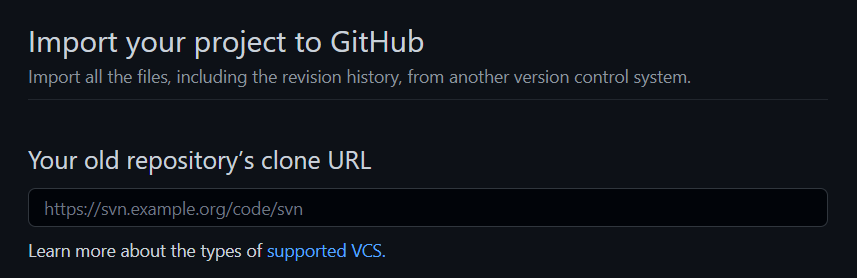 Import your project to GitHub
Import all the files, including the revision history, from another version control system.
Your old repository’s clone URL
https://svn.example.org/code/svn
Learn more about the types of supported VCS.